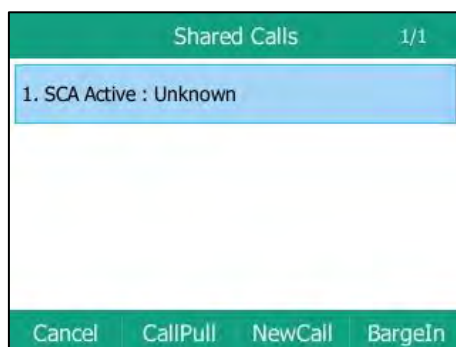 Shared Calls 1/1
1. SCA Active : Unknown
Cancel CallPull NewCall BargeIn